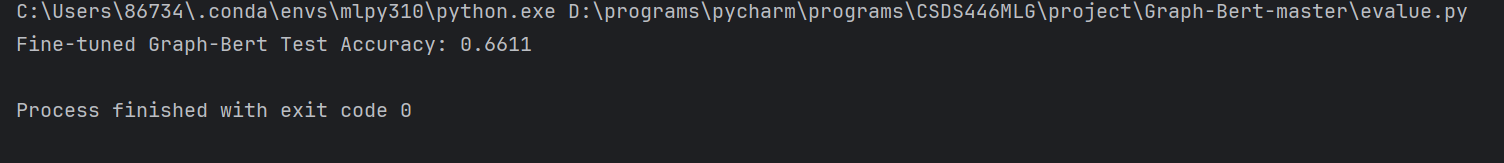 C:\Users\86734\.conda\envs\mlpy310\python.exe D:\programs\pycharm\programs\CSDS446MLG\project\Graph-Bert-master\evalue.py
Fine-tuned Graph-Bert Test Accuracy: 0.6611
Process finished with exit code 0